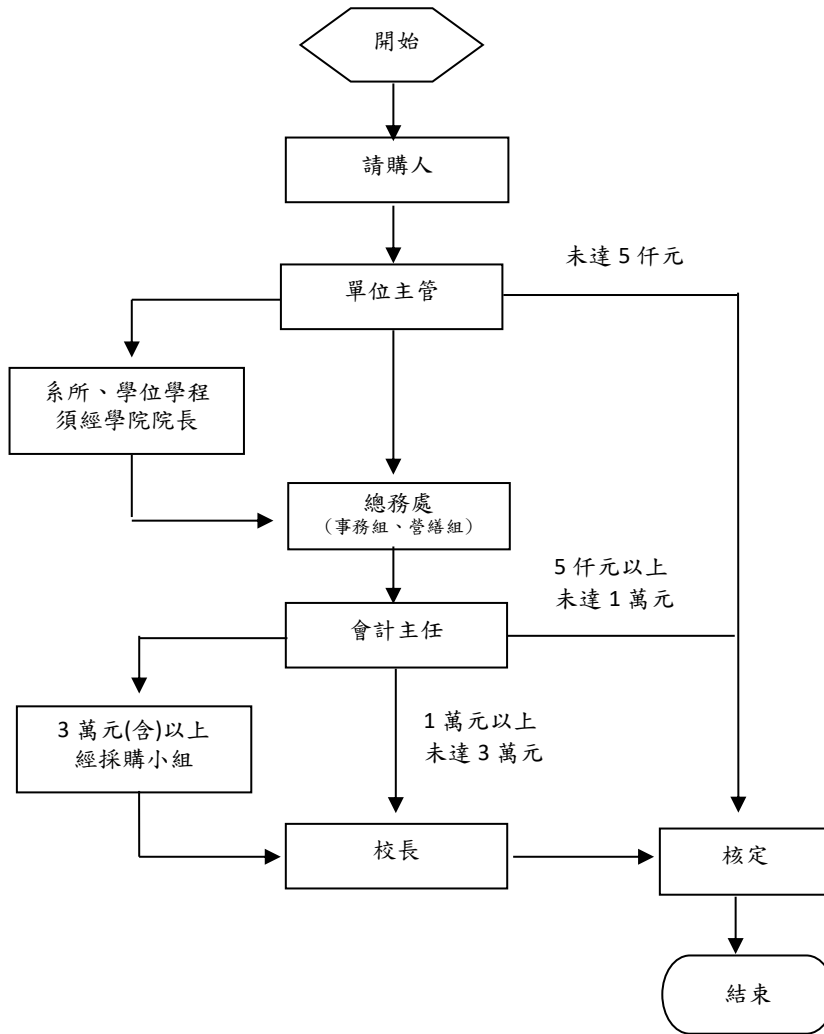 開始
請購人
未達 5 仟元
單位主管
系所、學位學程
須經學院院長
總務處
（事務組、營繕組）
5 仟元以上
未達 1 萬元
會計主任
3 萬元(含)以上
經採購小組
1 萬元以上
未達 3 萬元
校長
核定
結束